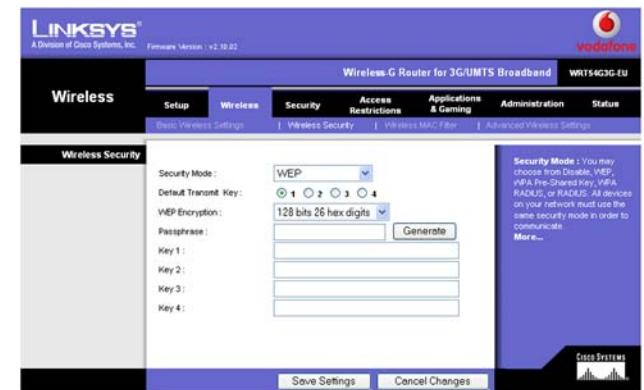 LINKSYS®
A Division of Cisco Systems, Inc.
Firmware Version : v2.10.02
vodafone
Wireless-G Router for 3G/UMTS Broadband
WRT54G3G-EU
Wireless
Setup
Wireless
Security
Access Restrictions
Applications & Gaming
Administration
Status
Basic Wireless Settings
| Wireless Security
| Wireless MAC Filter
| Advanced Wireless Settings
Wireless Security
Security Mode :
WEP
Default Transmit Key :
1 2 3 4
WEP Encryption :
128 bits 26 hex digits
Passphrase :
Generate
Key 1 :
Key 2 :
Key 3 :
Key 4 :
Security Mode : You may
choose from Disable, WEP,
WPA Pre-Shared Key, WPA
RADIUS, or RADIUS. All devices
on your network must use the
same security mode in order to
communicate.
More...
Save Settings
Cancel Changes
CISCO SYSTEMS